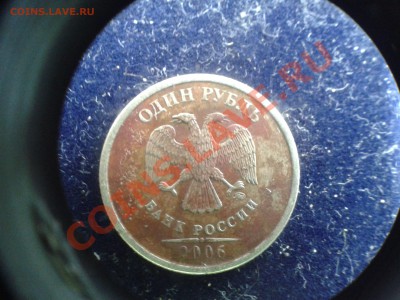 COINS.LAVE.RU
ОДИН РУБЛЬ
БАНК РОССИИ
2006
COINS.LAVE.RU